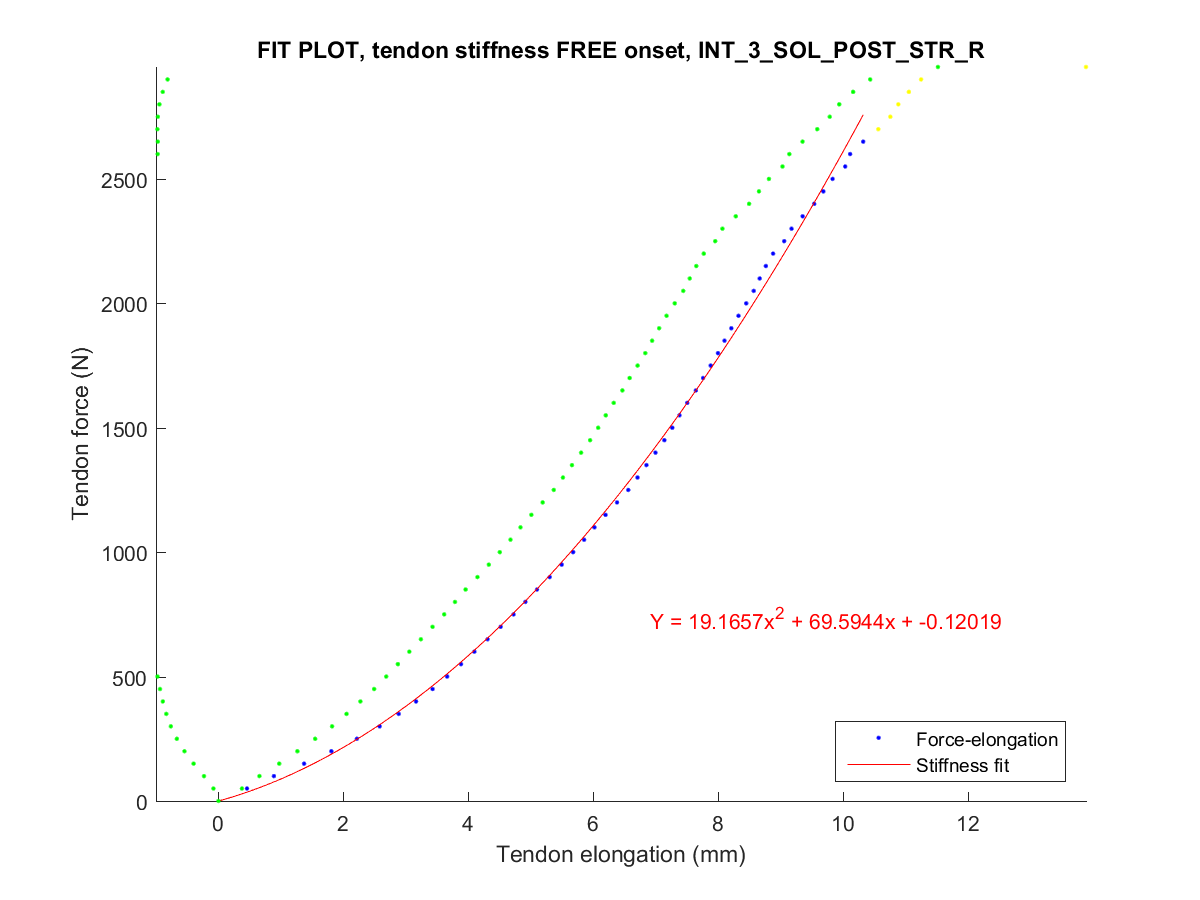 FIT PLOT, tendon stiffness FREE onset, INT_3_SOL_POST_STR_R
Tendon force (N)
2500
2000
1500
1000
500
0
Y = 19.1657x² + 69.5944x + -0.12019
Force-elongation
Stiffness fit
0 2 4 6 8 10 12
Tendon elongation (mm)